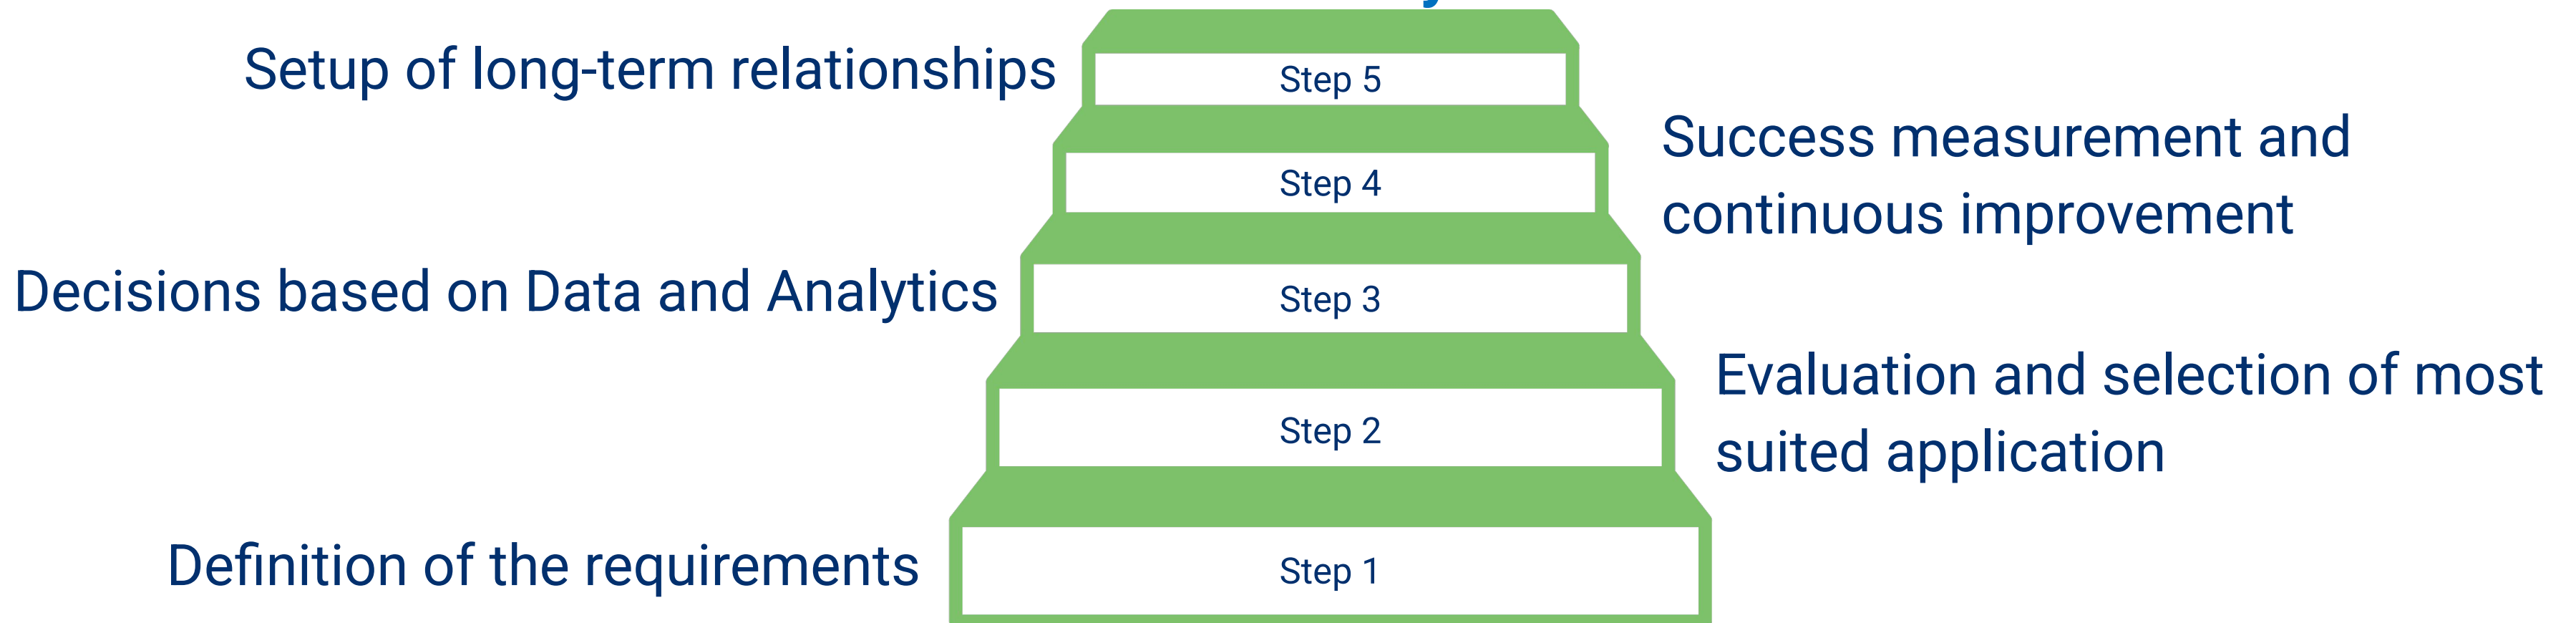 Setup of long-term relationships
Step 5
Success measurement and
continuous improvement
Step 4
Decisions based on Data and Analytics
Step 3
Evaluation and selection of most
suited application
Step 2
Definition of the requirements
Step 1